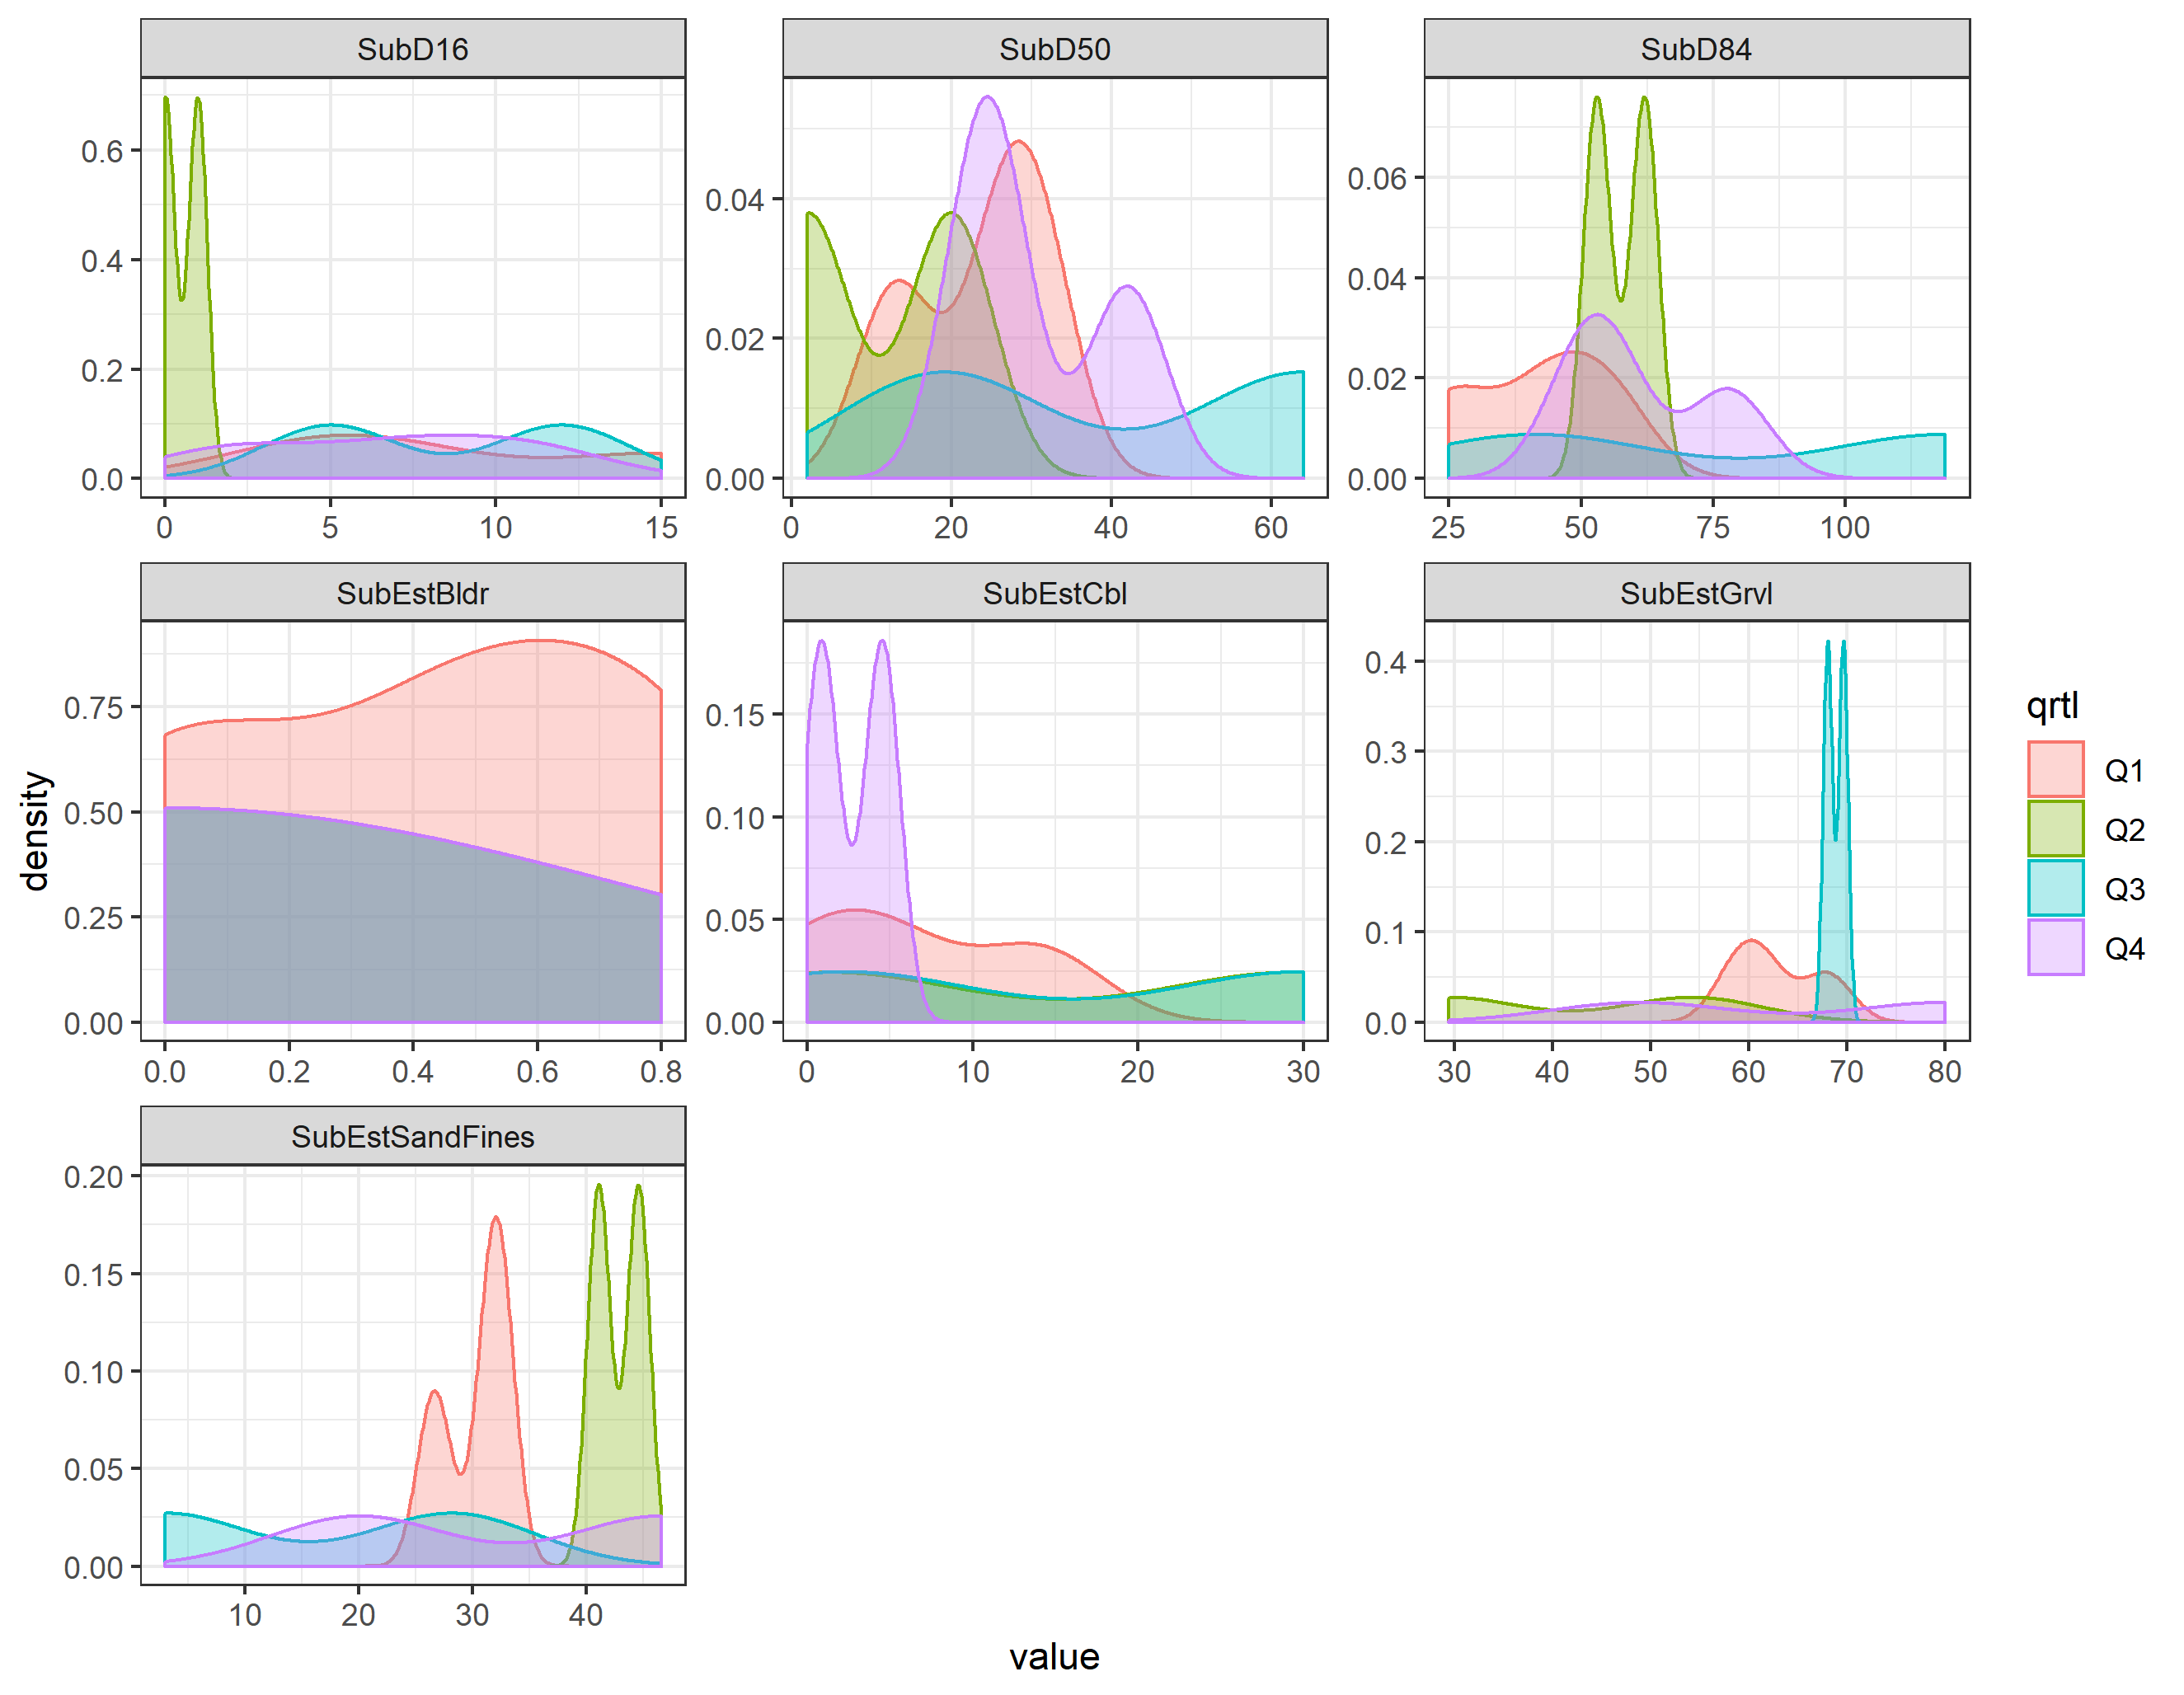 SubD16 SubD50 SubD84
0.6
0.4
0.2
0.0
0.04
0.02
0.00
0.06
0.04
0.02
0.00
0 5 10 15
0 20 40 60
25 50 75 100
SubEstBldr SubEstCbl SubEstGrvl
0.75
0.50
0.25
0.00
0.15
0.10
0.05
0.00
0.4
0.3
0.2
0.1
0.0
0.0 0.2 0.4 0.6 0.8
0 10 20 30
30 40 50 60 70 80
SubEstSandFines
0.20
0.15
0.10
0.05
0.00
10 20 30 40
density
value
qrtl
Q1
Q2
Q3
Q4